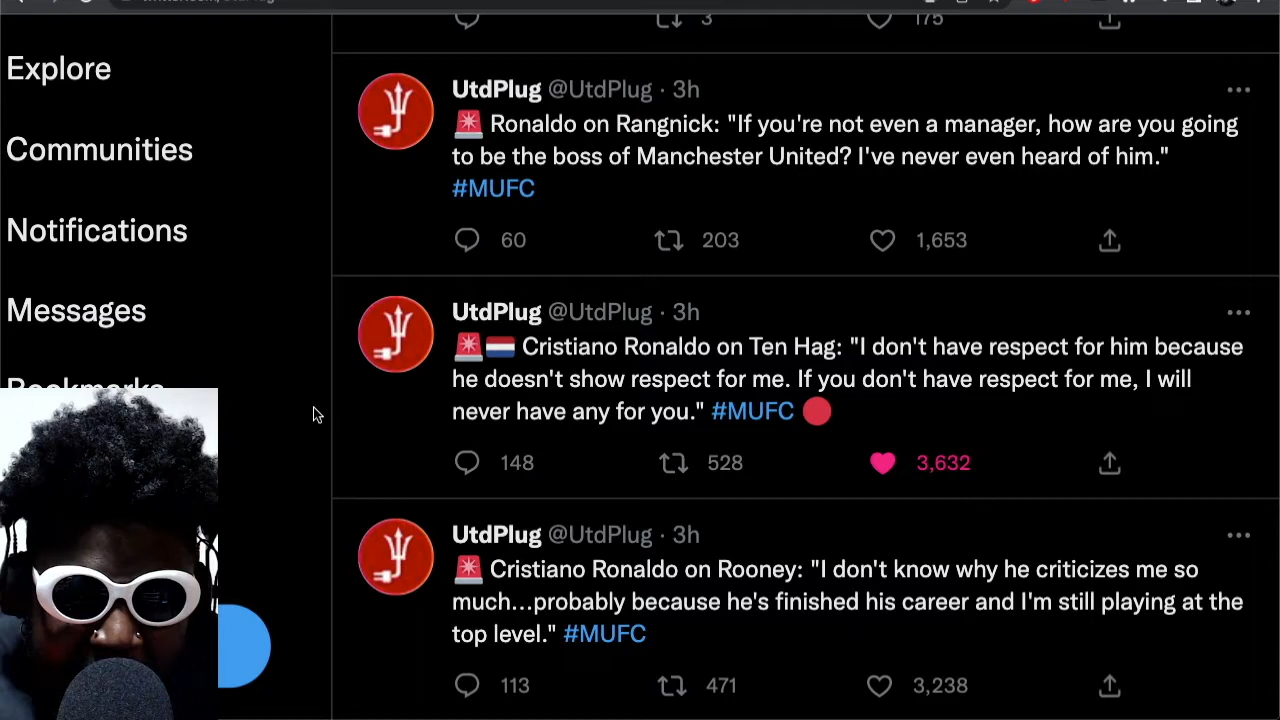 3 175
Explore
Communities
Notifications
Messages
Bookmarks
UtdPlug @UtdPlug · 3h
🚨 Ronaldo on Rangnick: "If you're not even a manager, how are you going
to be the boss of Manchester United? I've never even heard of him."
#MUFC
60 203 1,653
UtdPlug @UtdPlug · 3h
🚨🇳🇱 Cristiano Ronaldo on Ten Hag: "I don't have respect for him because
he doesn't show respect for me. If you don't have respect for me, I will
never have any for you." #MUFC 🔴
148 528 3,632
UtdPlug @UtdPlug · 3h
🚨 Cristiano Ronaldo on Rooney: "I don't know why he criticizes me so
much...probably because he's finished his career and I'm still playing at the
top level." #MUFC
113 471 3,238